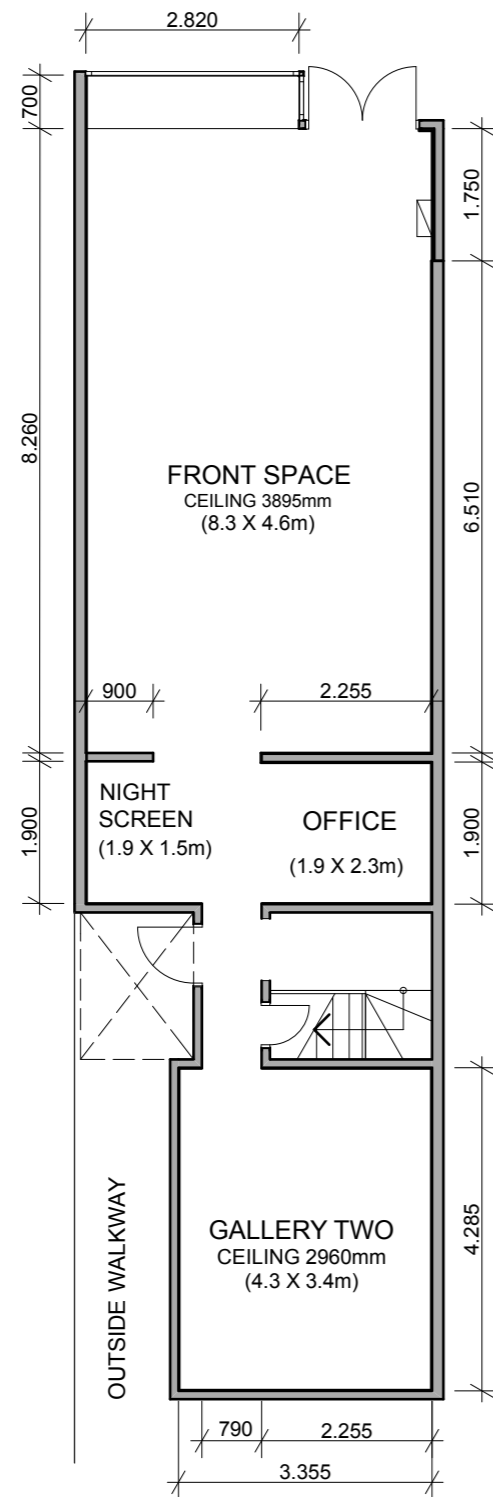 2.820
700
1.750
8.260
6.510
FRONT SPACE
CEILING 3895mm
(8.3 X 4.6m)
900
2.255
NIGHT
SCREEN
(1.9 X 1.5m)
OFFICE
(1.9 X 2.3m)
1.900
1.900
OUTSIDE WALKWAY
GALLERY TWO
CEILING 2960mm
(4.3 X 3.4m)
4.285
790
2.255
3.355